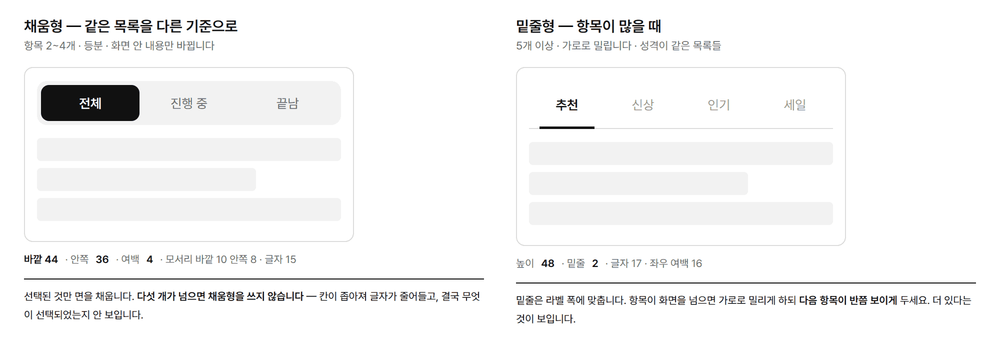 채움형 — 같은 목록을 다른 기준으로
항목 2~4개 · 등분 · 화면 안 내용만 바뀝니다
전체
진행 중
끝남
바깥 44 · 안쪽 36 · 여백 4 · 모서리 바깥 10 안쪽 8 · 글자 15
선택된 것만 면을 채웁니다. 다섯 개가 넘으면 채움형을 쓰지 않습니다 — 칸이 좁아져 글자가 줄어들고, 결국 무엇
이 선택되었는지 안 보입니다.
밑줄형 — 항목이 많을 때
5개 이상 · 가로로 밀립니다 · 성격이 같은 목록들
추천
신상
인기
세일
높이 48 · 밑줄 2 · 글자 17 · 좌우 여백 16
밑줄은 라벨 폭에 맞춥니다. 항목이 화면을 넘으면 가로로 밀리게 하되 다음 항목이 반쯤 보이게 두세요. 더 있다는
것이 보입니다.